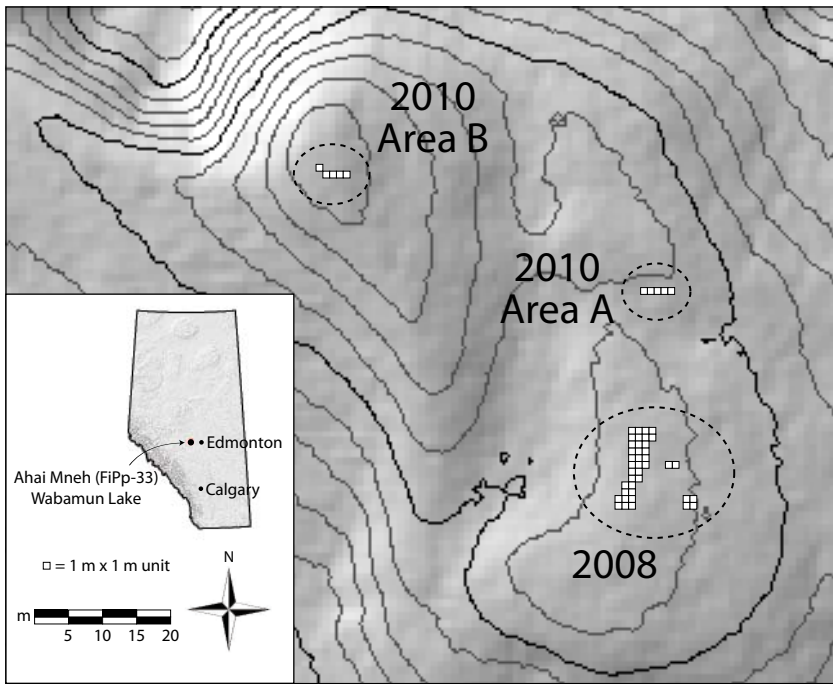 2010
Area B
2010
Area A
2008
Edmonton
Ahai Mneh (FiPp-33)
Wabamun Lake
Calgary
= 1 m x 1 m unit
N
m
5 10 15 20